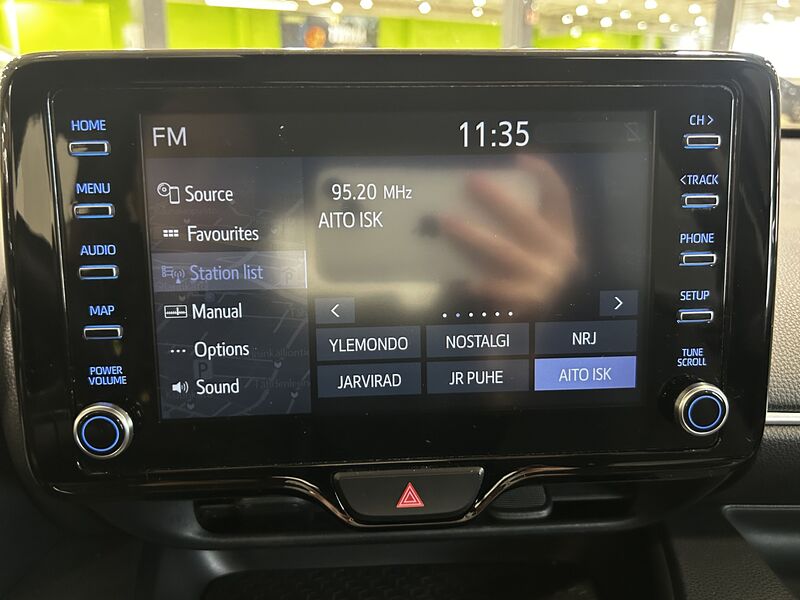 FM
11:35
HOME
MENU
AUDIO
MAP
POWER
VOLUME
Source
Favourites
Station list
Manual
Options
Sound
95.20 MHz
AITO ISK
<
>
YLEMONDO
NOSTALGI
NRJ
JARVIRAD
JR PUHE
AITO ISK
CH >
<TRACK
PHONE
SETUP
TUNE
SCROLL
P
P